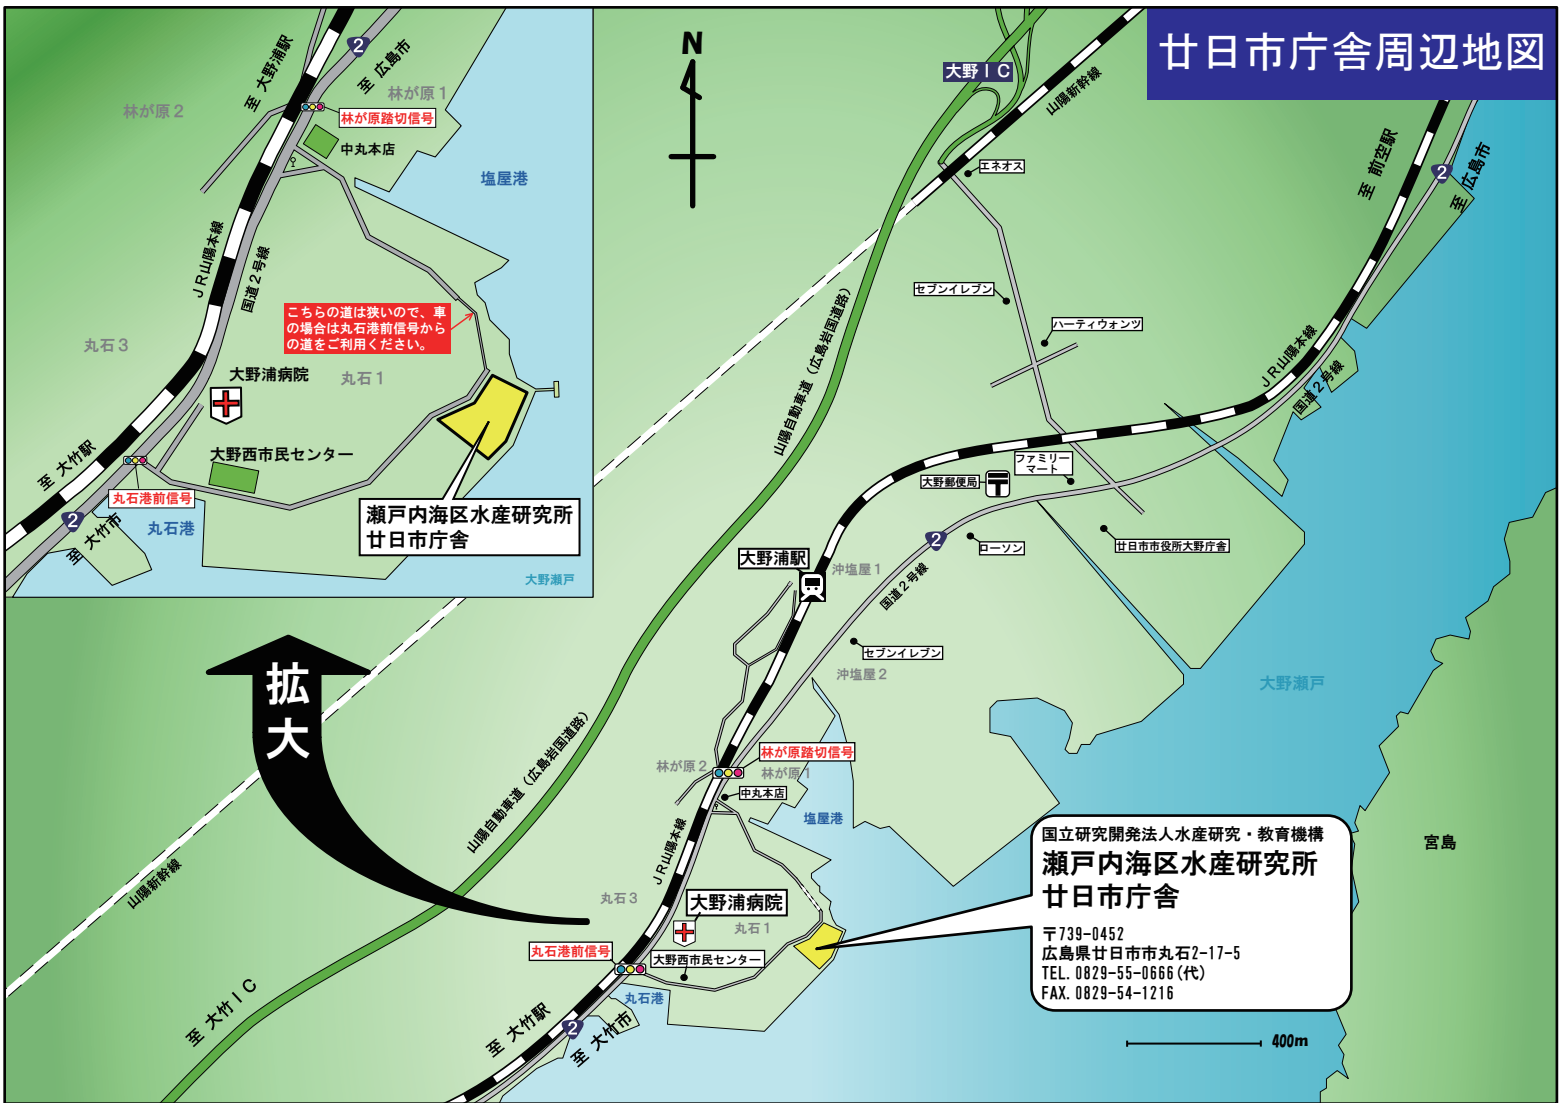 廿日市庁舎周辺地図
至 大野浦駅
2
至 広島市
林が原2
林が原1
林が原踏切信号
中丸本店
塩屋港
JR山陽本線
国道2号線
こちらの道は狭いので、車
の場合は丸石港前信号から
の道をご利用ください。
丸石3
大野浦病院
丸石1
大野西市民センター
至 大竹駅
丸石港前信号
2
至 大竹市
丸石港
瀬戸内海区水産研究所
廿日市庁舎
大野瀬戸
N
大野IC
山陽新幹線
エネオス
至 前空駅
2
至 広島市
セブンイレブン
ハーティウォンツ
山陽自動車道(広島岩国道路)
JR山陽本線
国道2号線
ファミリー
マート
大野郵便局
2
ローソン
廿日市市役所大野庁舎
大野浦駅
沖塩屋1
国道2号線
セブンイレブン
沖塩屋2
大野瀬戸
拡大
山陽自動車道(広島岩国道路)
林が原踏切信号
林が原2
林が原1
中丸本店
塩屋港
JR山陽本線
宮島
山陽新幹線
丸石3
大野浦病院
丸石1
丸石港前信号
大野西市民センター
丸石港
至 大竹IC
至 大竹駅
2
至 大竹市
国立研究開発法人水産研究・教育機構
瀬戸内海区水産研究所
廿日市庁舎
〒739-0452
広島県廿日市市丸石2-17-5
TEL. 0829-55-0666(代)
FAX. 0829-54-1216
400m